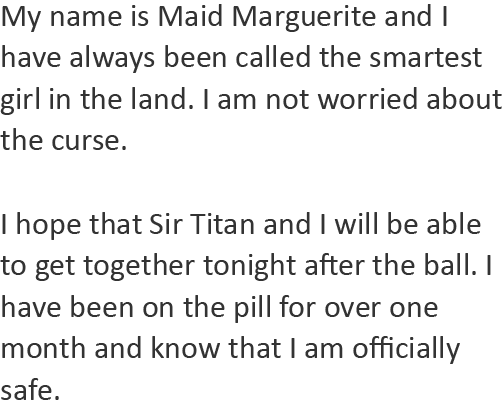 My name is Maid Marguerite and I
have always been called the smartest
girl in the land. I am not worried about
the curse.

I hope that Sir Titan and I will be able
to get together tonight after the ball. I
have been on the pill for over one
month and know that I am officially
safe.